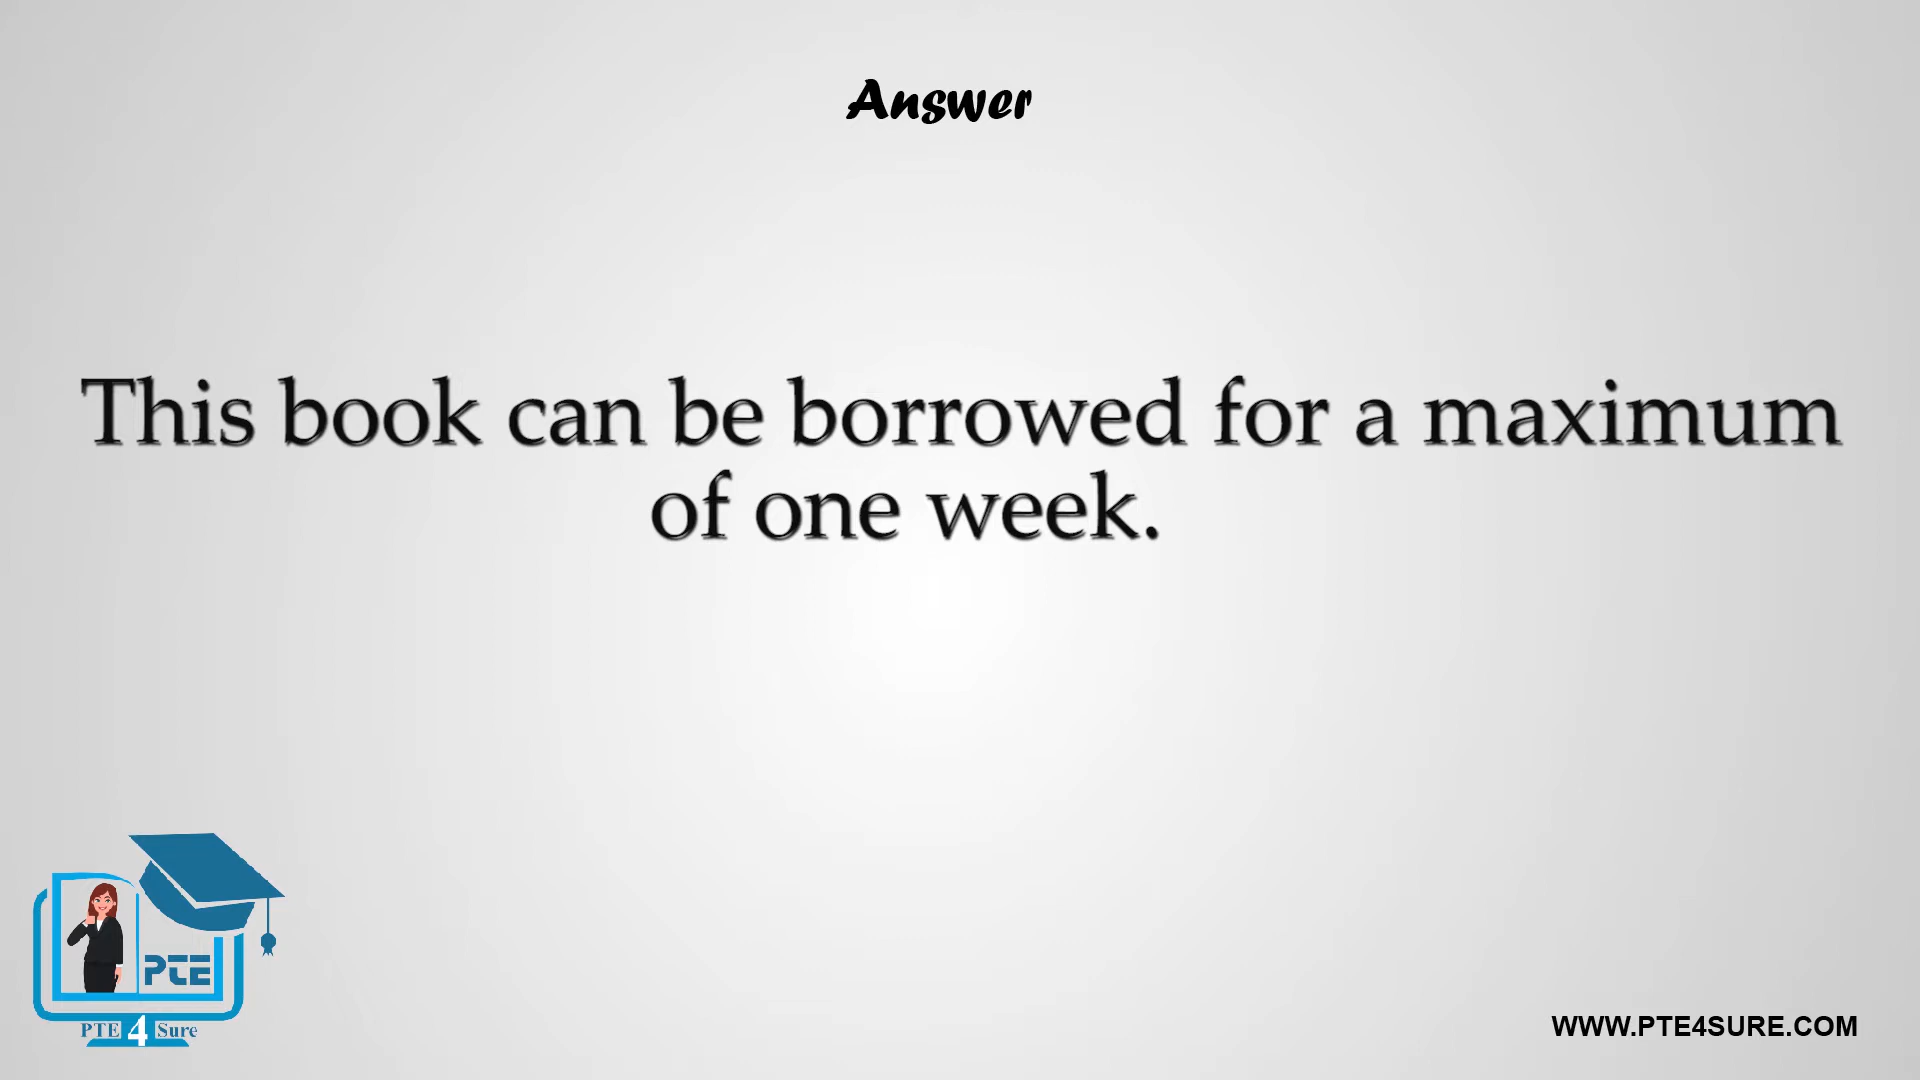 Answer
This book can be borrowed for a maximum
of one week.
PTE
PTE 4 Sure
WWW.PTE4SURE.COM